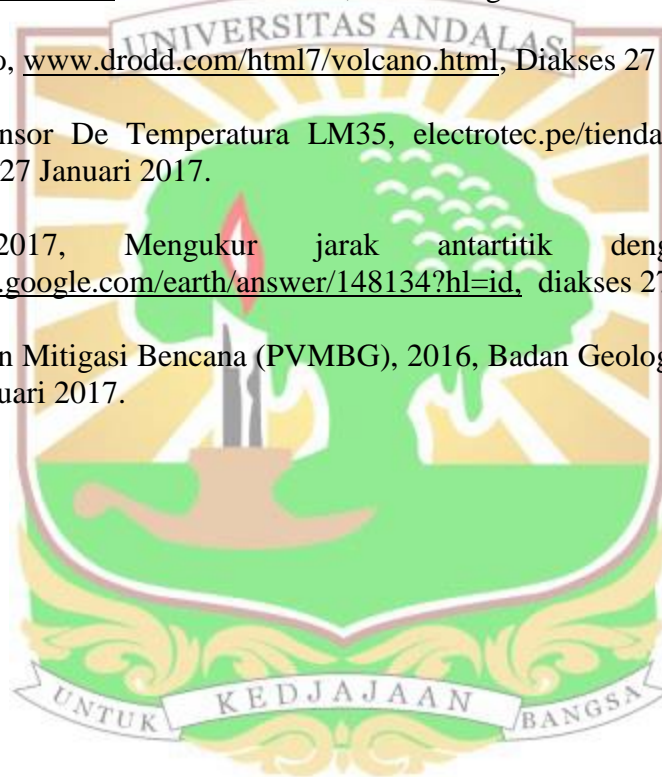 UNIVERSITAS ANDALAS
o, www.drodd.com/html7/volcano.html, Diakses 27
nsor De Temperatura LM35, electrotec.pe/tienda
27 Januari 2017.
2017, Mengukur jarak antartitik deng
.google.com/earth/answer/148134?hl=id, diakses 27
n Mitigasi Bencana (PVMBG), 2016, Badan Geolog
uari 2017.
UNTUK KEDJAJAAN BANGSA